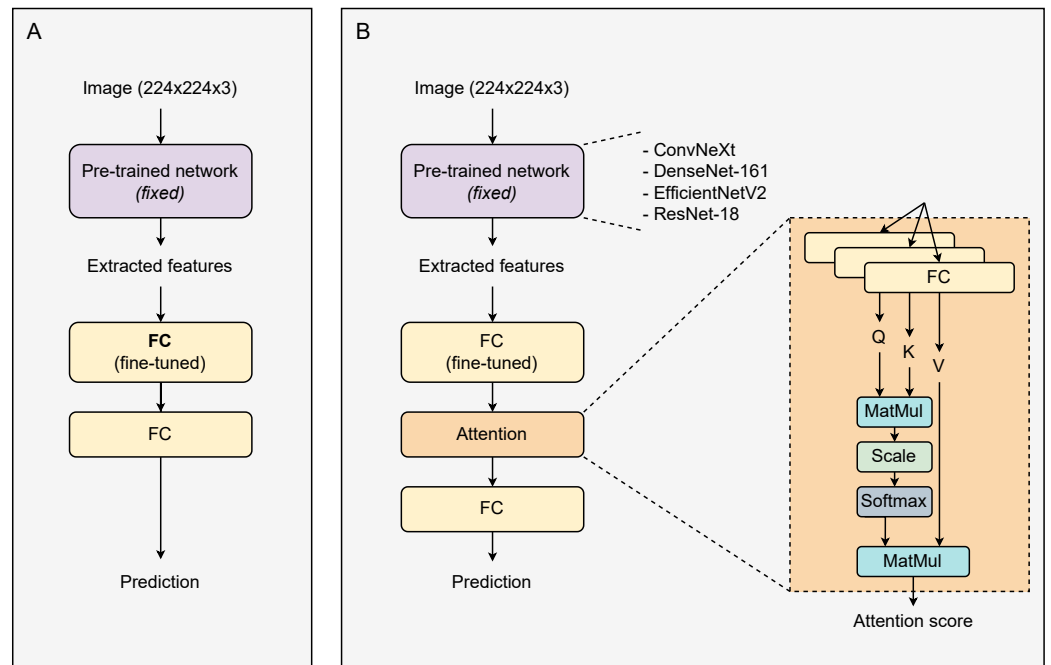 A
Image (224x224x3)
Pre-trained network
(fixed)
Extracted features
FC
(fine-tuned)
FC
Prediction
B
Image (224x224x3)
Pre-trained network
(fixed)
- ConvNeXt
- DenseNet-161
- EfficientNetV2
- ResNet-18
Extracted features
FC
(fine-tuned)
Attention
FC
Prediction
FC
Q
K
V
MatMul
Scale
Softmax
MatMul
Attention score